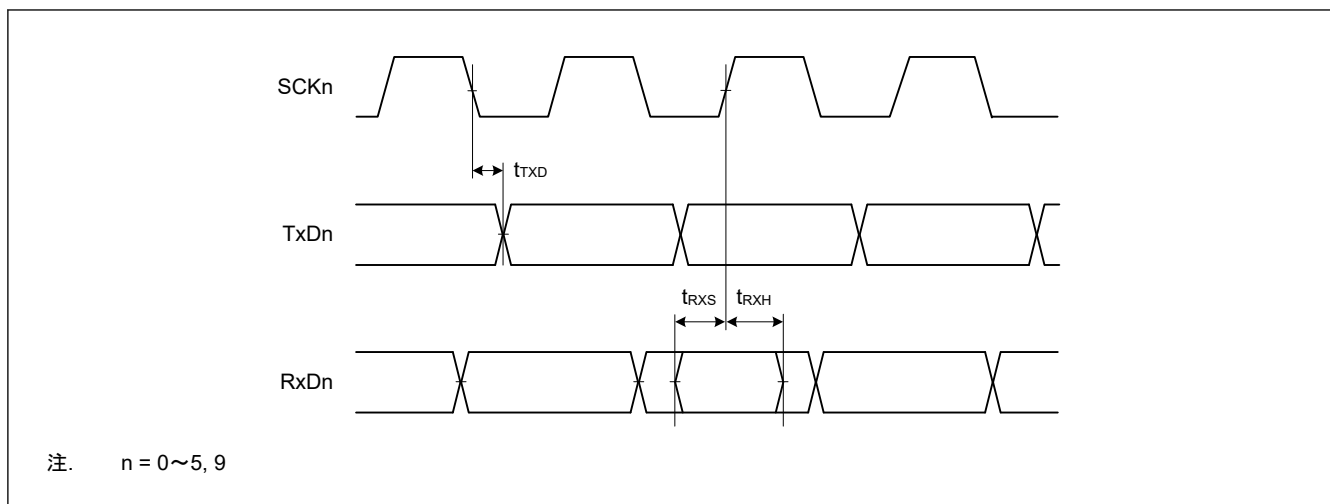 SCKn
tTXD
TxDn
tRXS tRXH
RxDn
注. n = 0～5, 9